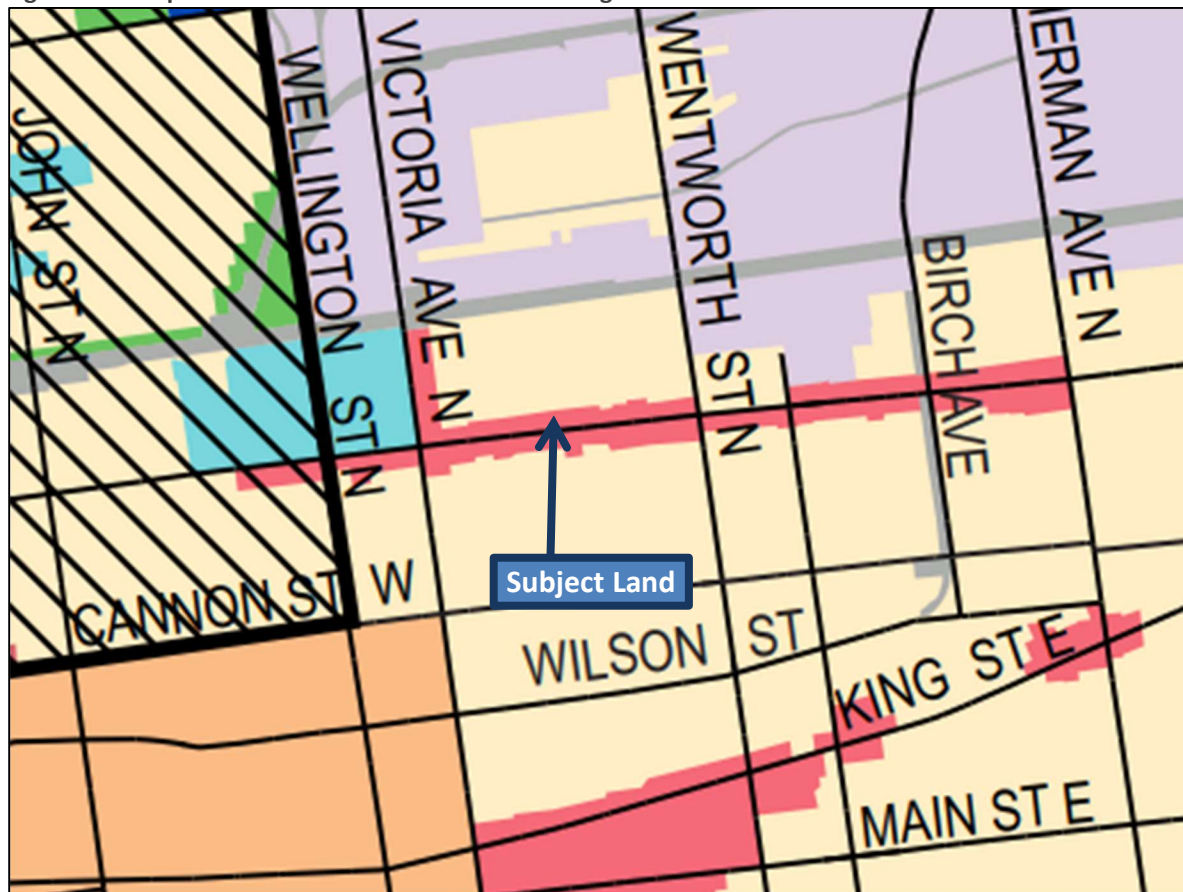 JOHN ST N
WELLINGTON ST N
VICTORIA AVE N
WENTWORTH ST N
BIRCH AVE
ERMAN AVE N
Subject Land
CANNON ST W
WILSON ST
KING ST E
MAIN ST E